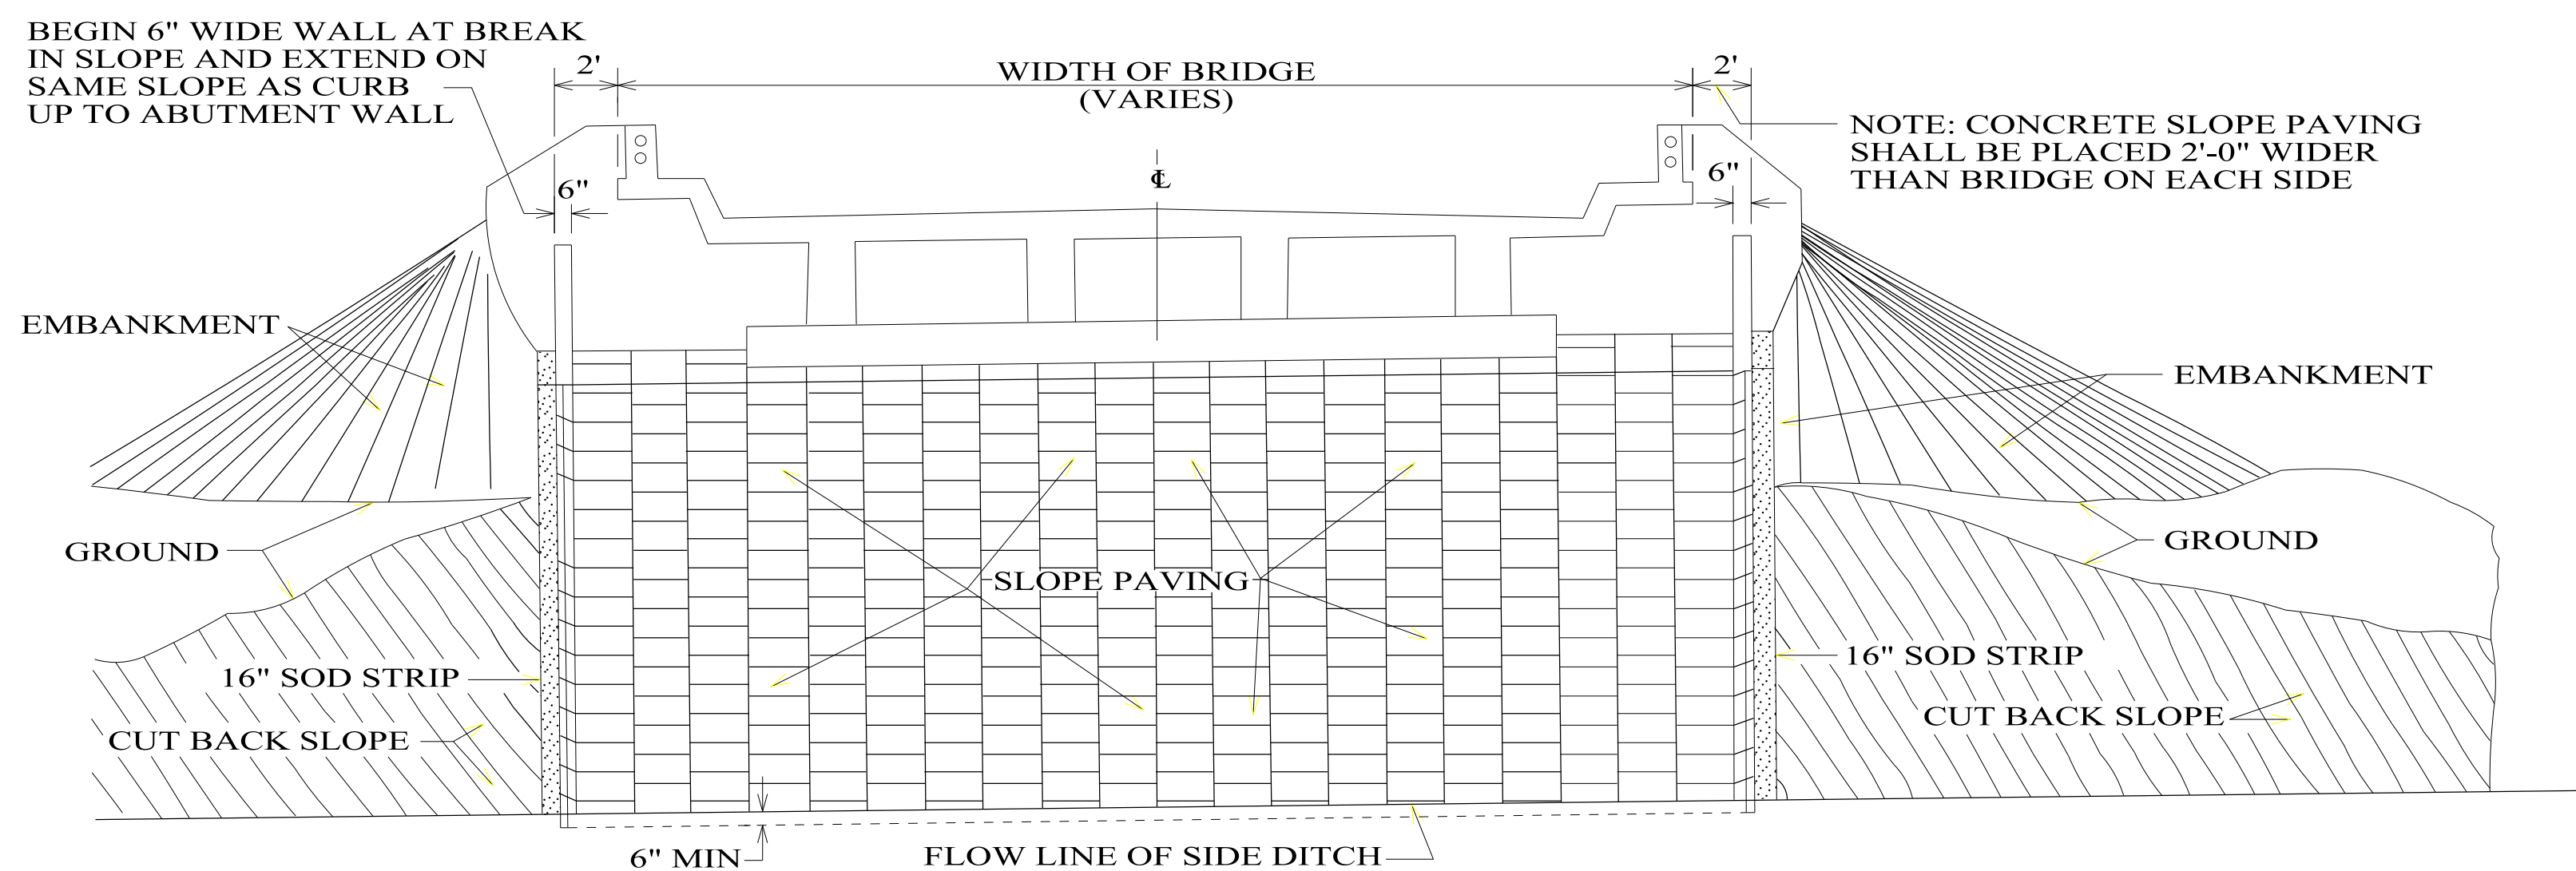 BEGIN 6" WIDE WALL AT BREAK
IN SLOPE AND EXTEND ON
SAME SLOPE AS CURB
UP TO ABUTMENT WALL
2'
WIDTH OF BRIDGE
(VARIES)
2'
NOTE: CONCRETE SLOPE PAVING
SHALL BE PLACED 2'-0" WIDER
THAN BRIDGE ON EACH SIDE
6"
℄
6"
EMBANKMENT
EMBANKMENT
GROUND
SLOPE PAVING
GROUND
16" SOD STRIP
16" SOD STRIP
CUT BACK SLOPE
CUT BACK SLOPE
6" MIN
FLOW LINE OF SIDE DITCH